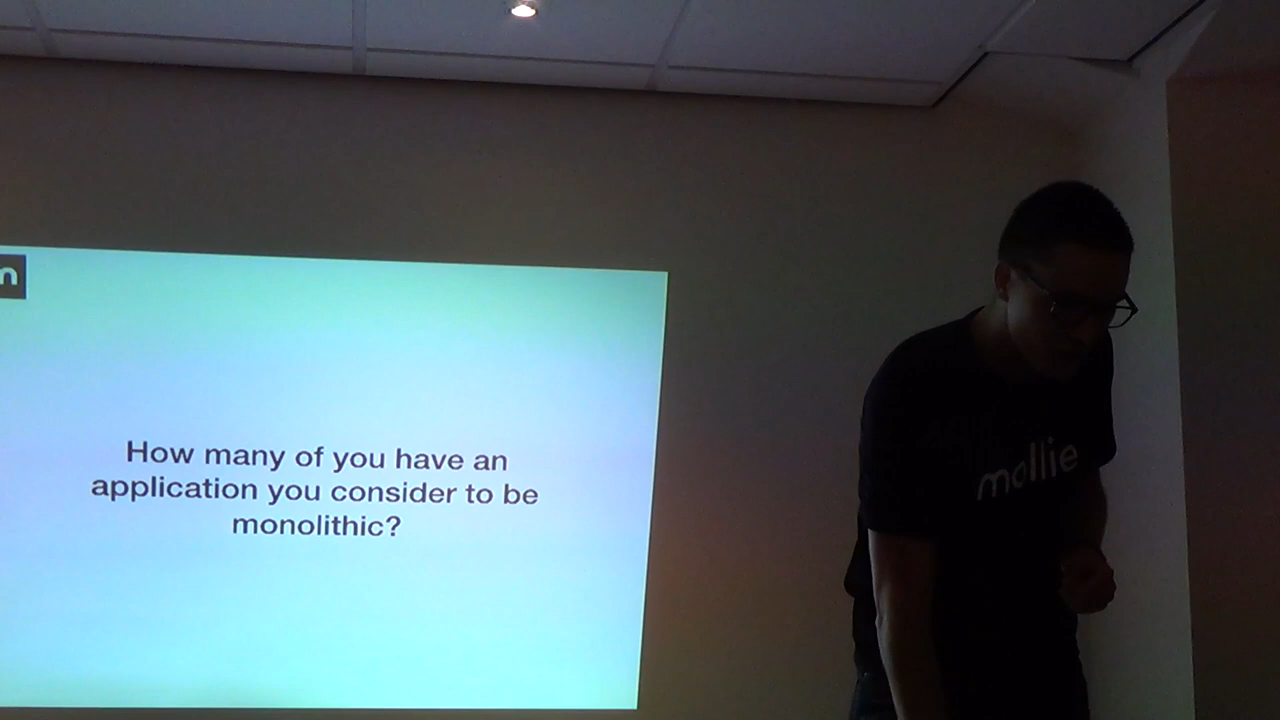 n
How many of you have an
application you consider to be
monolithic?
mollie